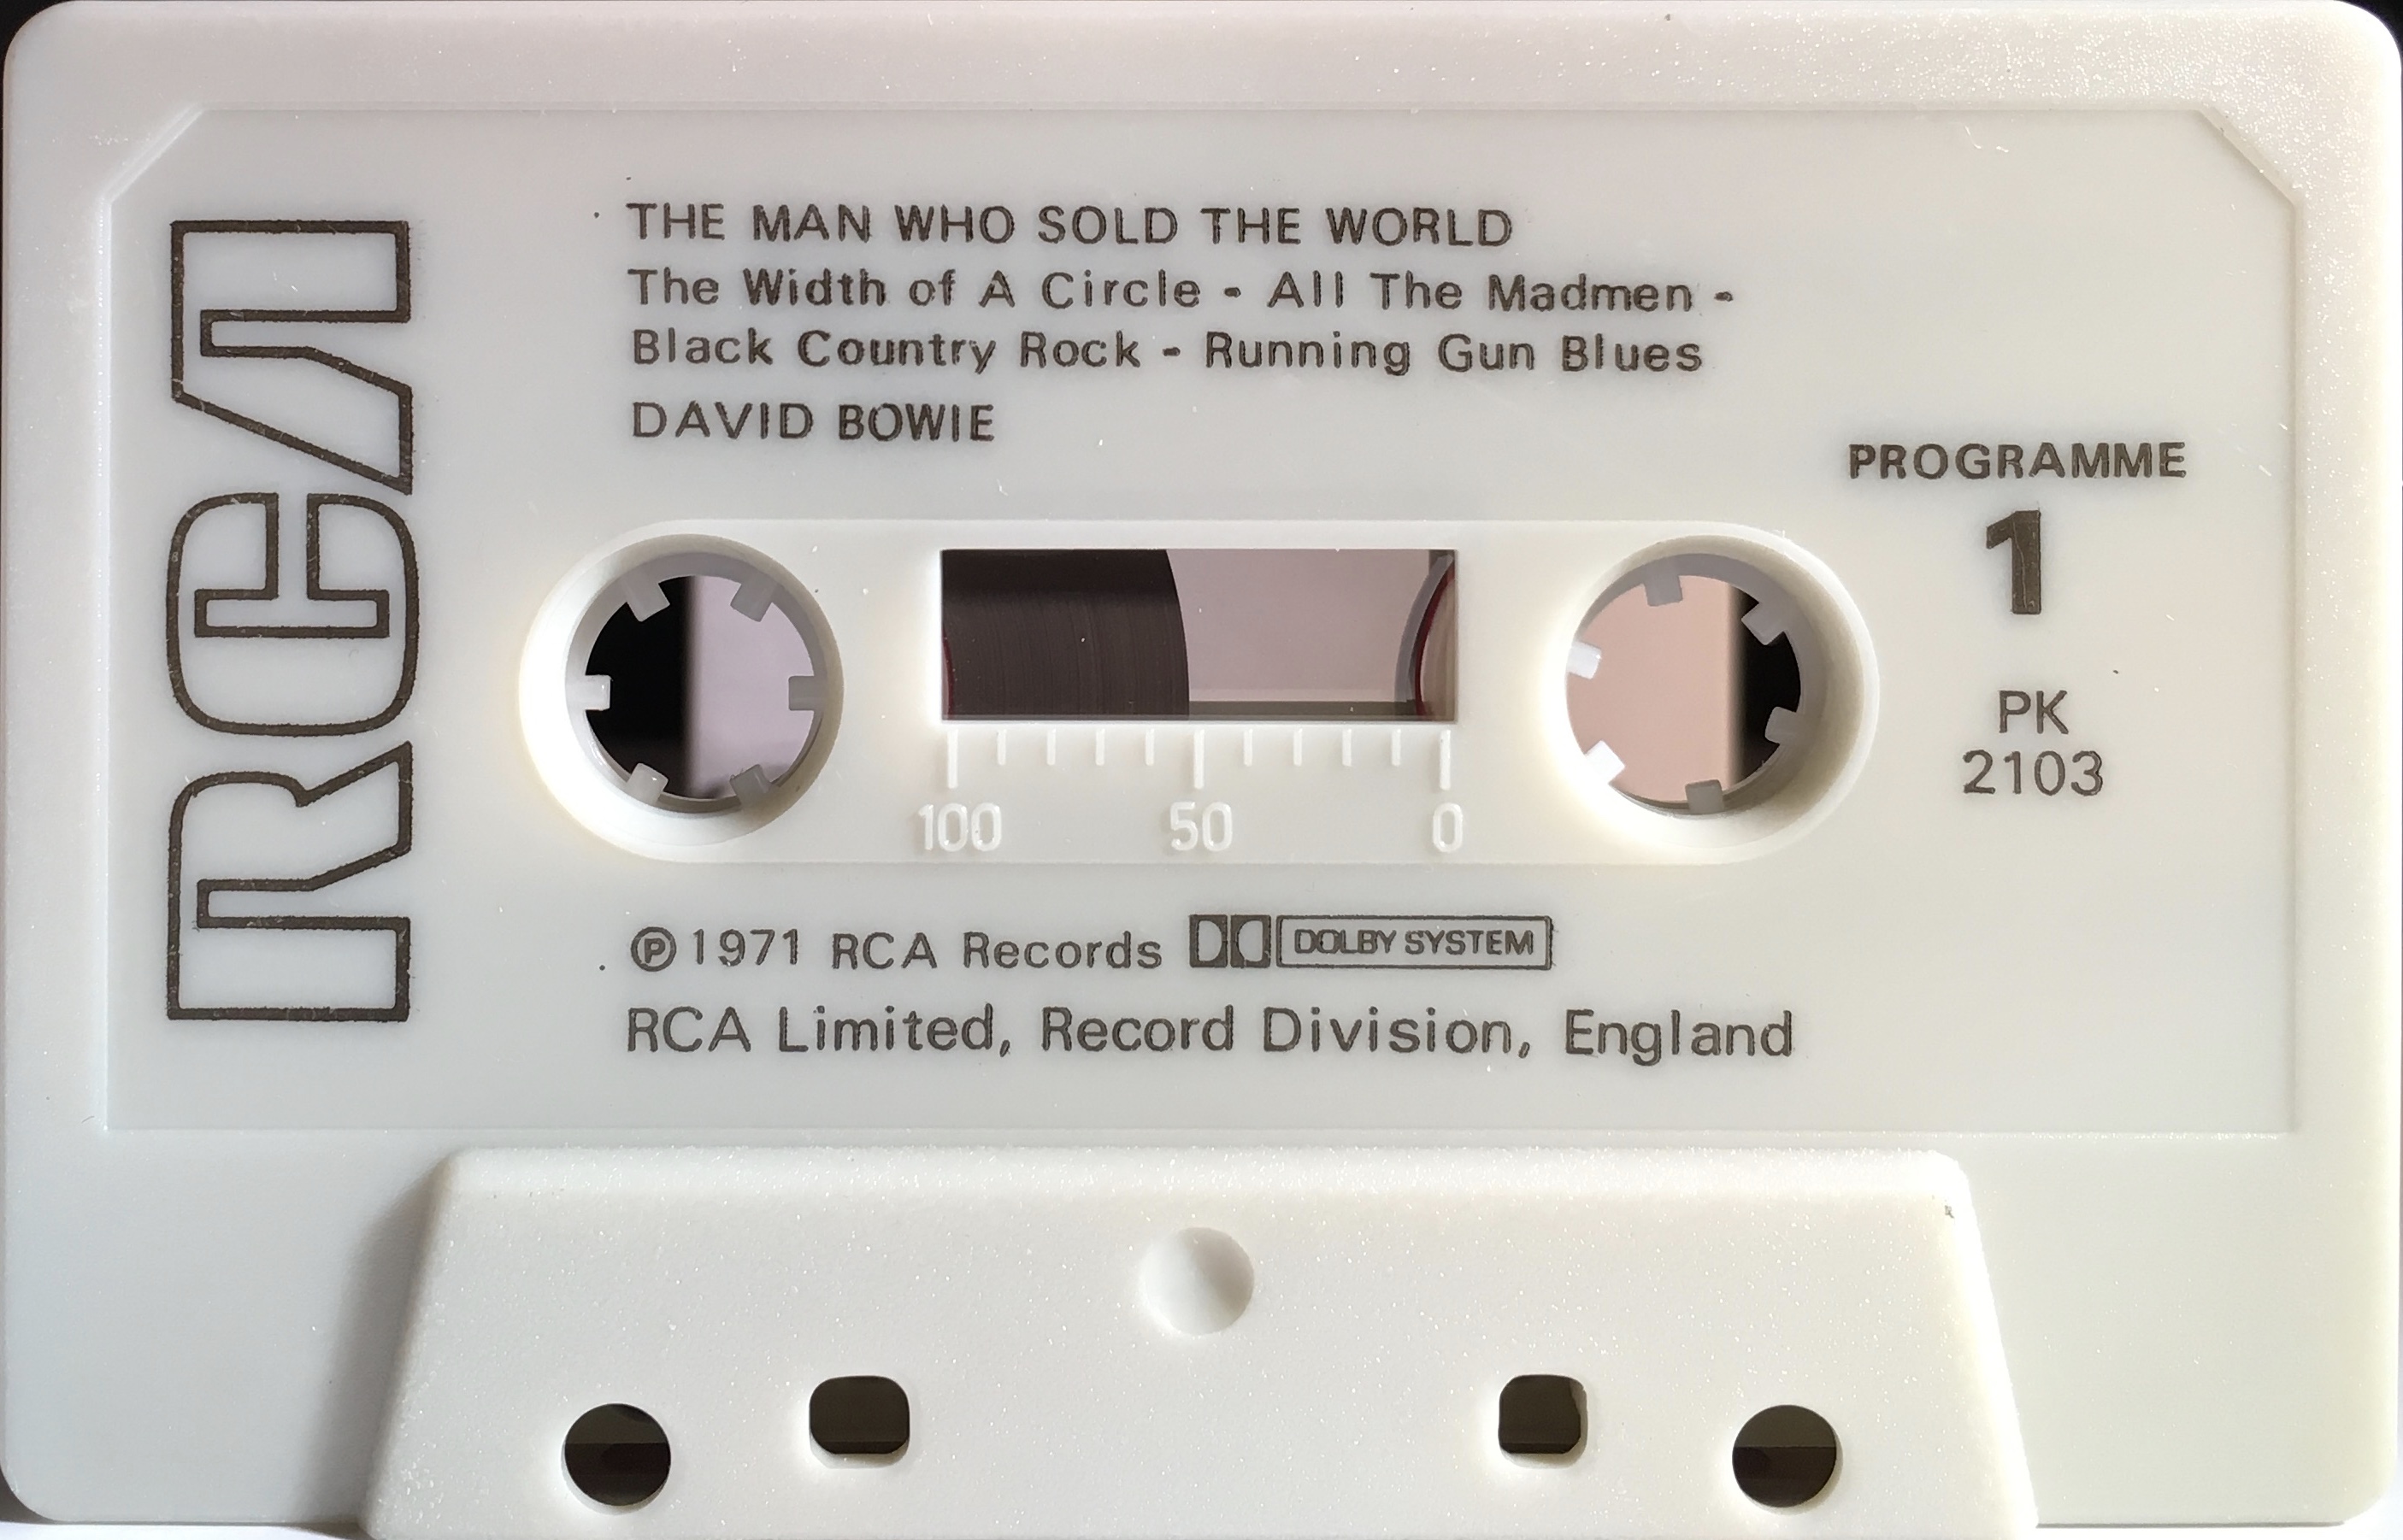 RCA
THE MAN WHO SOLD THE WORLD
The Width of A Circle - All The Madmen -
Black Country Rock - Running Gun Blues
DAVID BOWIE
PROGRAMME
1
PK
2103
100 50 0
Ⓟ 1971 RCA Records DOLBY SYSTEM
RCA Limited, Record Division, England